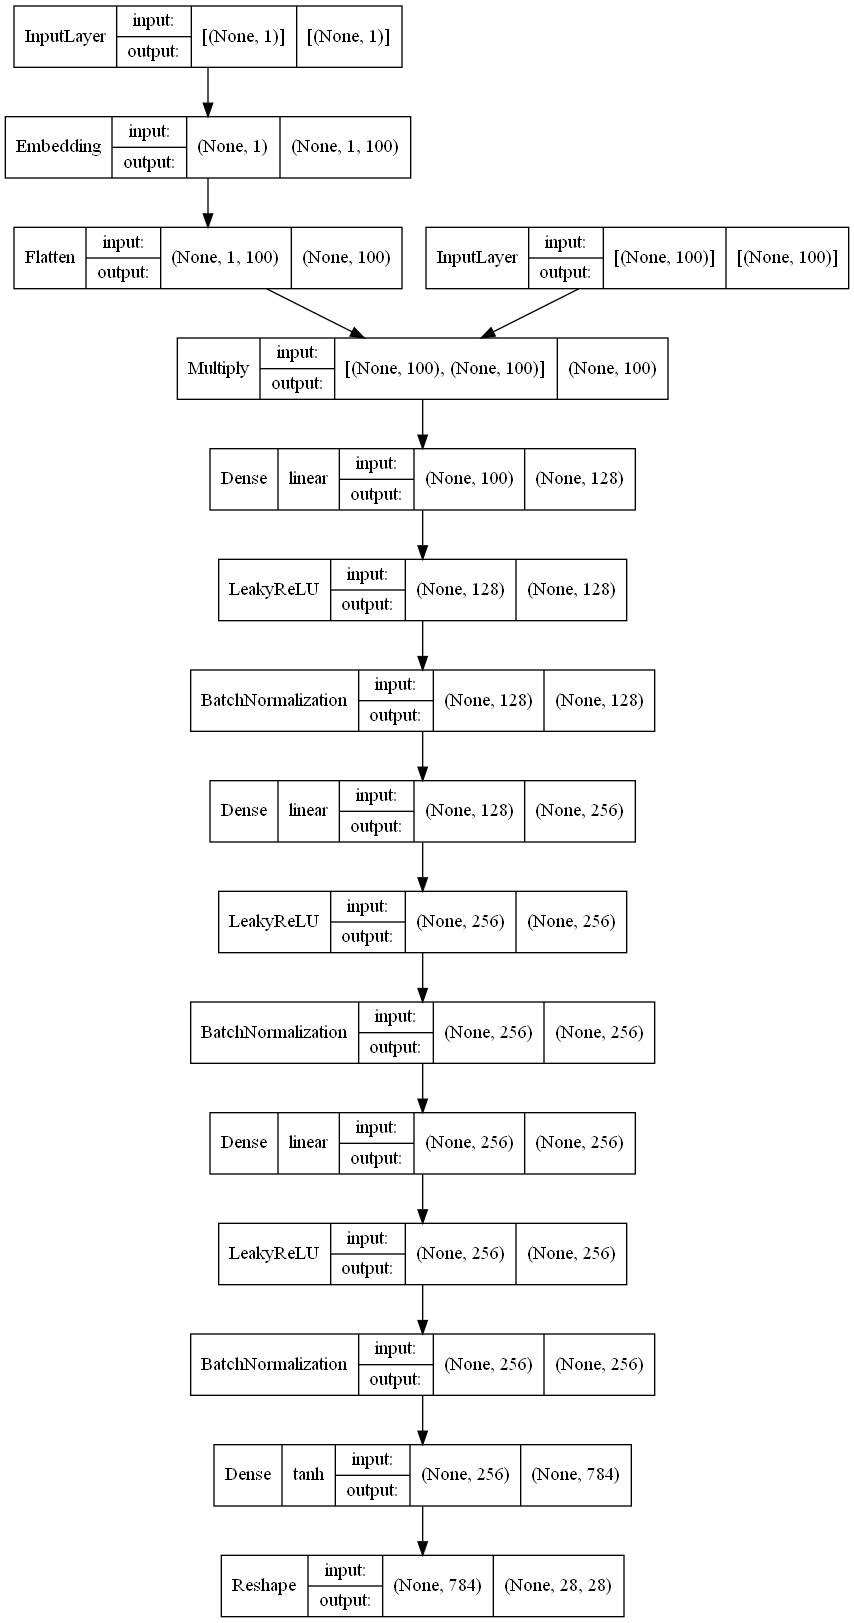 InputLayer input: output: [(None, 1)] [(None, 1)]
Embedding input: output: (None, 1) (None, 1, 100)
Flatten input: output: (None, 1, 100) (None, 100)
InputLayer input: output: [(None, 100)] [(None, 100)]
Multiply input: output: [(None, 100), (None, 100)] (None, 100)
Dense linear input: output: (None, 100) (None, 128)
LeakyReLU input: output: (None, 128) (None, 128)
BatchNormalization input: output: (None, 128) (None, 128)
Dense linear input: output: (None, 128) (None, 256)
LeakyReLU input: output: (None, 256) (None, 256)
BatchNormalization input: output: (None, 256) (None, 256)
Dense linear input: output: (None, 256) (None, 256)
LeakyReLU input: output: (None, 256) (None, 256)
BatchNormalization input: output: (None, 256) (None, 256)
Dense tanh input: output: (None, 256) (None, 784)
Reshape input: output: (None, 784) (None, 28, 28)